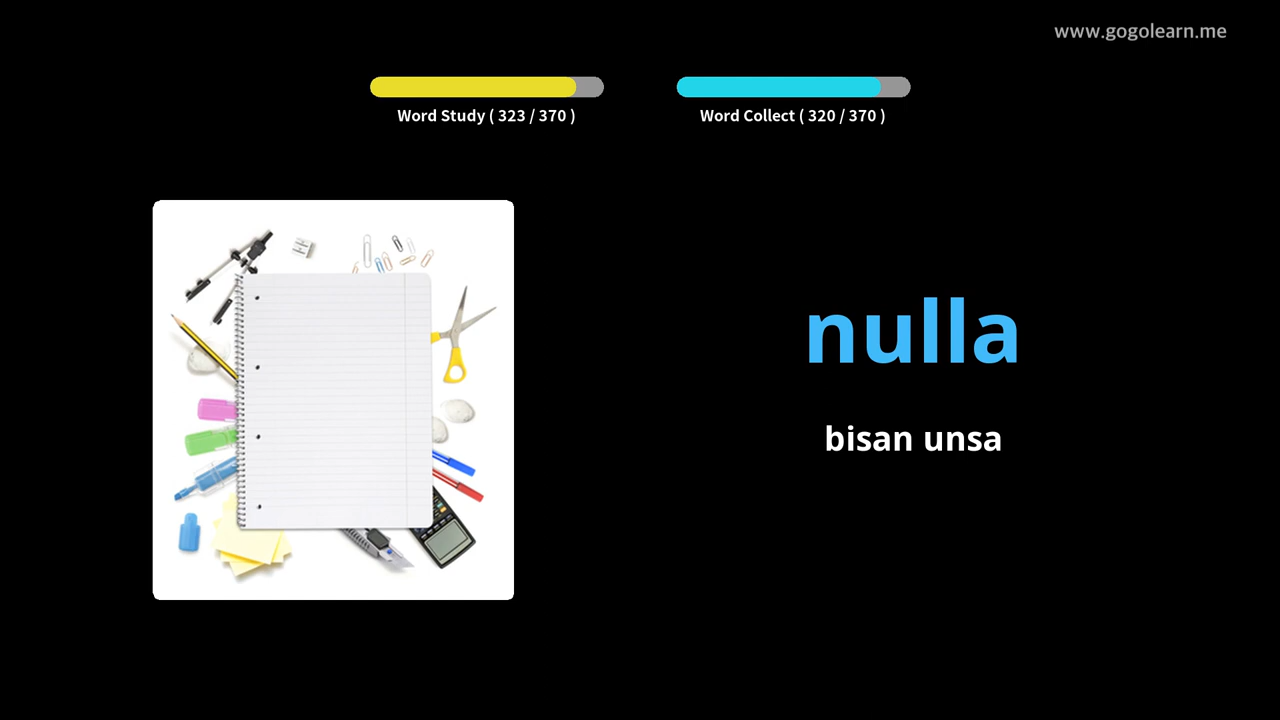 www.gogolearn.me
Word Study ( 323 / 370 )
Word Collect ( 320 / 370 )
nulla
bisan unsa